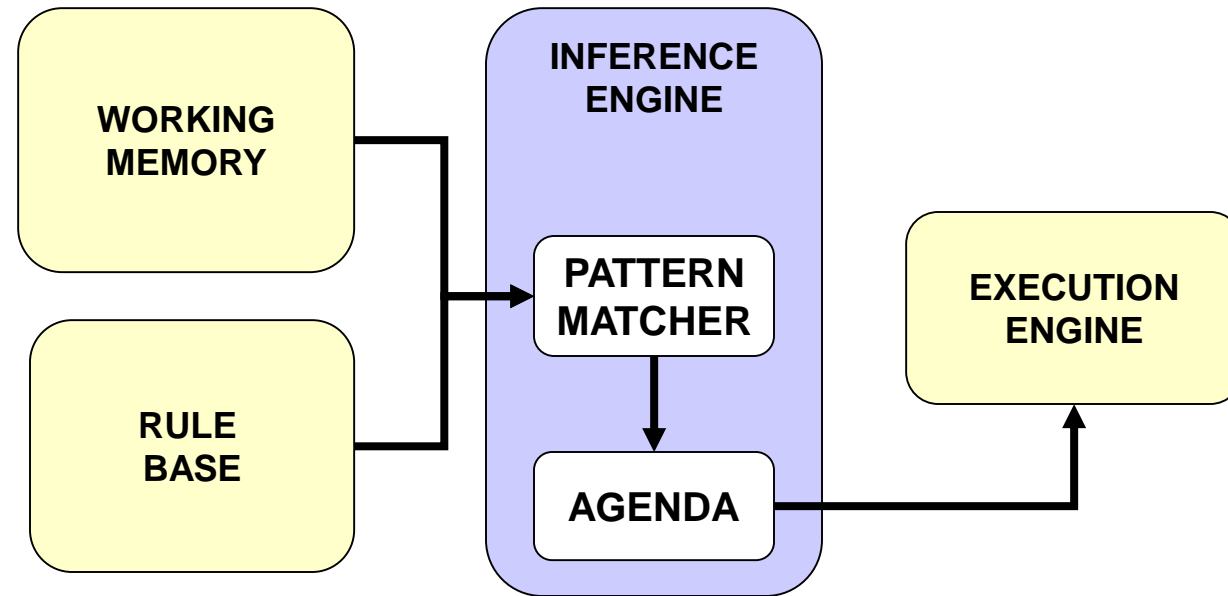 WORKING
MEMORY
RULE
BASE
INFERENCE
ENGINE
PATTERN
MATCHER
AGENDA
EXECUTION
ENGINE